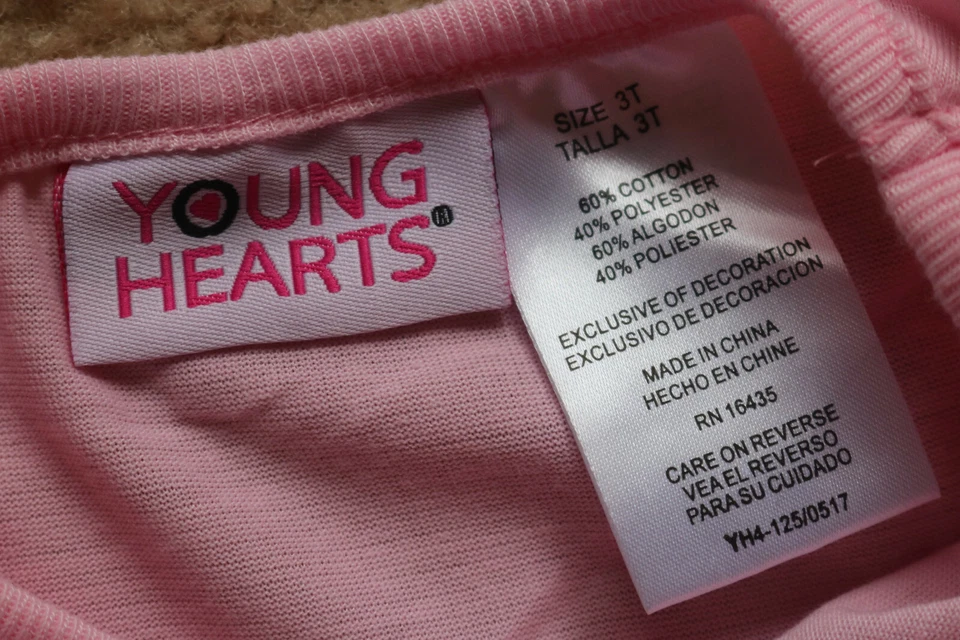 YOUNG
HEARTS®
SIZE 3T
TALLA 3T
60% COTTON
40% POLYESTER
60% ALGODON
40% POLIESTER
EXCLUSIVE OF DECORATION
EXCLUSIVO DE DECORACION
MADE IN CHINA
HECHO EN CHINE
RN 16435
CARE ON REVERSE
VEA EL REVERSO
PARA SU CUIDADO
YH4-125/0517